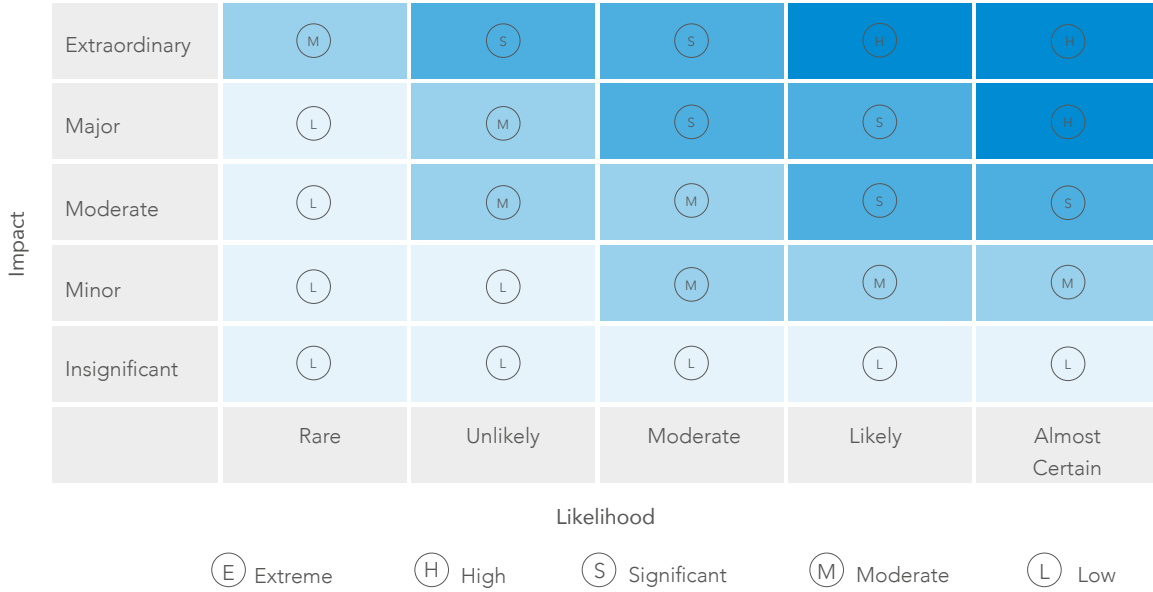 Extraordinary M S S H H
Major L M S S H
Moderate L M M S S
Impact
Minor L L M M M
Insignificant L L L L L
Rare Unlikely Moderate Likely Almost
Certain
Likelihood
E Extreme H High S Significant M Moderate L Low